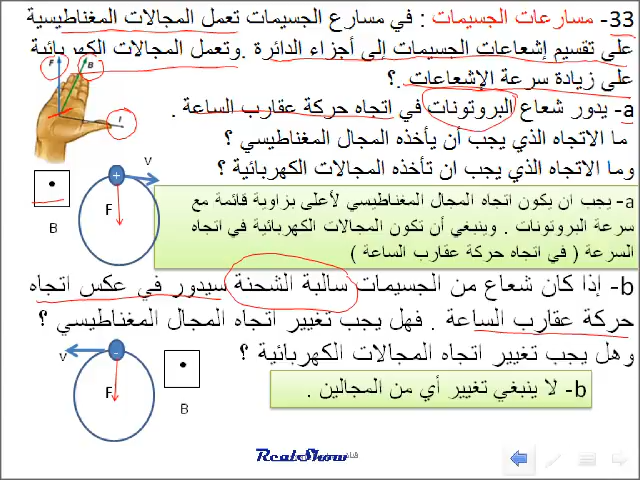 33- مسارعات الجسيمات : في مسارع الجسيمات تعمل المجالات المغناطيسية
على تقسيم إشعاعات الجسيمات إلى أجزاء الدائرة .وتعمل المجالات الكهربائية
على زيادة سرعة الإشعاعات .؟
F
B
I
a- يدور شعاع البروتونات في اتجاه حركة عقارب الساعة .
ما الاتجاه الذي يجب أن يأخذه المجال المغناطيسي ؟
وما الاتجاه الذي يجب ان تأخذه المجالات الكهربائية ؟
+
V
F
B
a- يجب ان يكون اتجاه المجال المغناطيسي لأعلى بزاوية قائمة مع
سرعة البروتونات . وينبغي أن تكون المجالات الكهربائية في اتجاه
السرعة ( في اتجاه حركة عقارب الساعة )
b- إذا كان شعاع من الجسيمات سالبة الشحنة سيدور في عكس اتجاه
حركة عقارب الساعة . فهل يجب تغيير اتجاه المجال المغناطيسي ؟
وهل يجب تغيير اتجاه المجالات الكهربائية ؟
-
V
F
B
b- لا ينبغي تغيير أي من المجالين .
RealShow